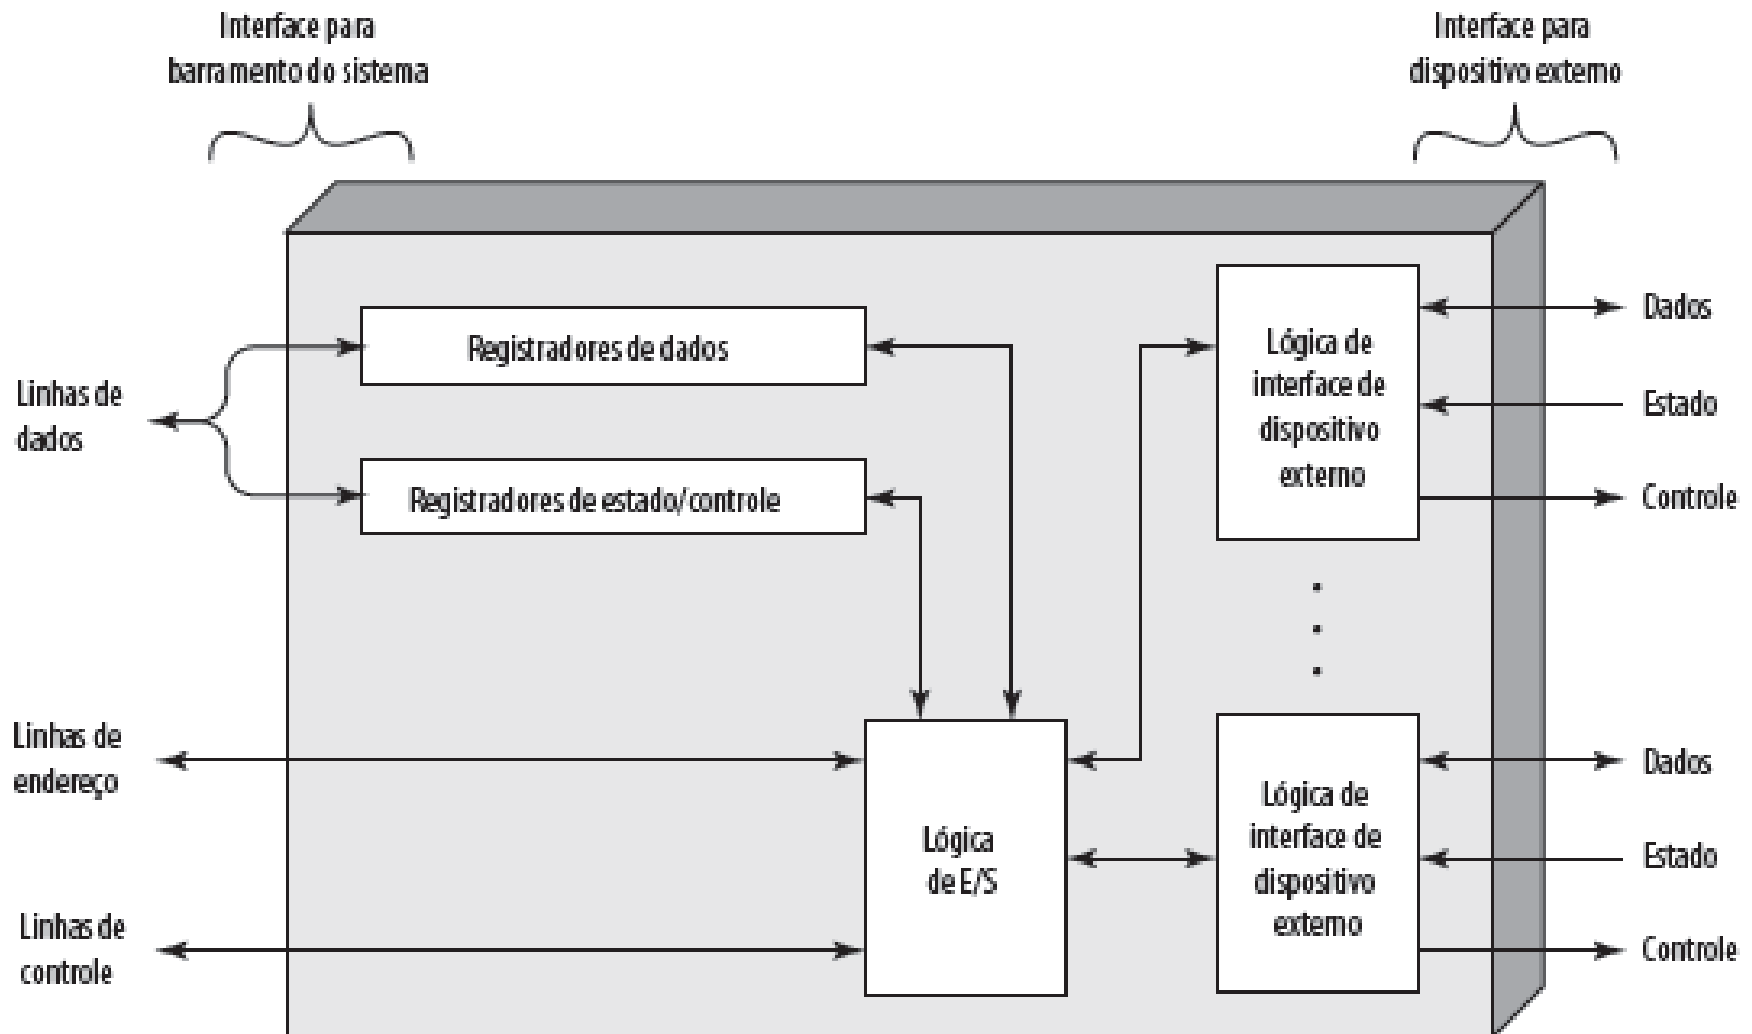 Interface para
barramento do sistema
Interface para
dispositivo externo
Registradores de dados
Registradores de estado/controle
Linhas de
dados
Linhas de
endereço
Linhas de
controle
Lógica
de E/S
Lógica de
interface de
dispositivo
externo
Dados
Estado
Controle
Lógica de
interface de
dispositivo
externo
Dados
Estado
Controle